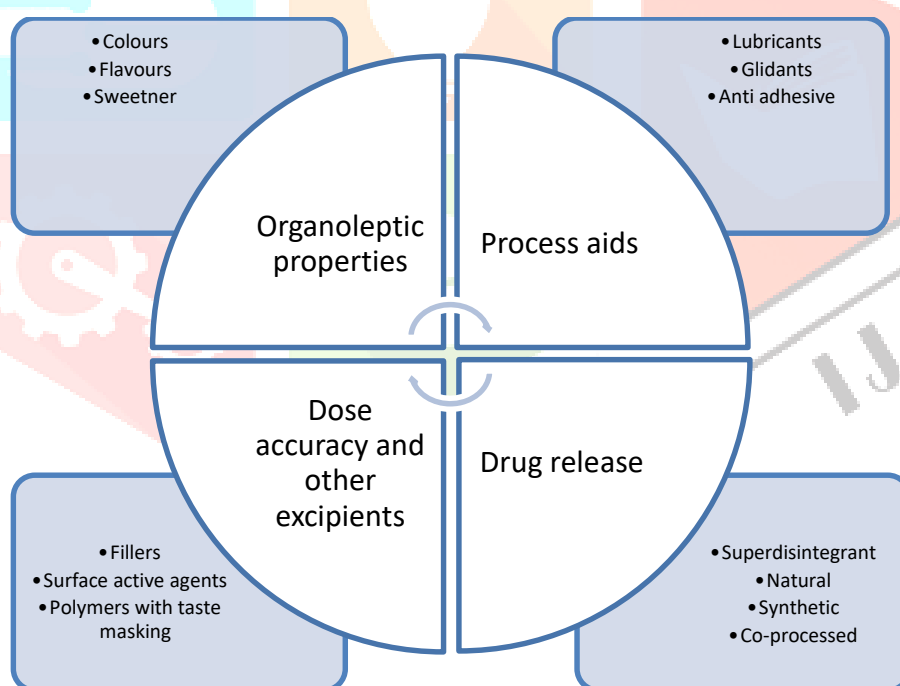 • Colours
• Flavours
• Sweetner
• Lubricants
• Glidants
• Anti adhesive
Organoleptic
properties
Process aids
Dose
accuracy and
other
excipients
Drug release
• Fillers
• Surface active agents
• Polymers with taste
masking
• Superdisintegrant
• Natural
• Synthetic
• Co-processed
IJ